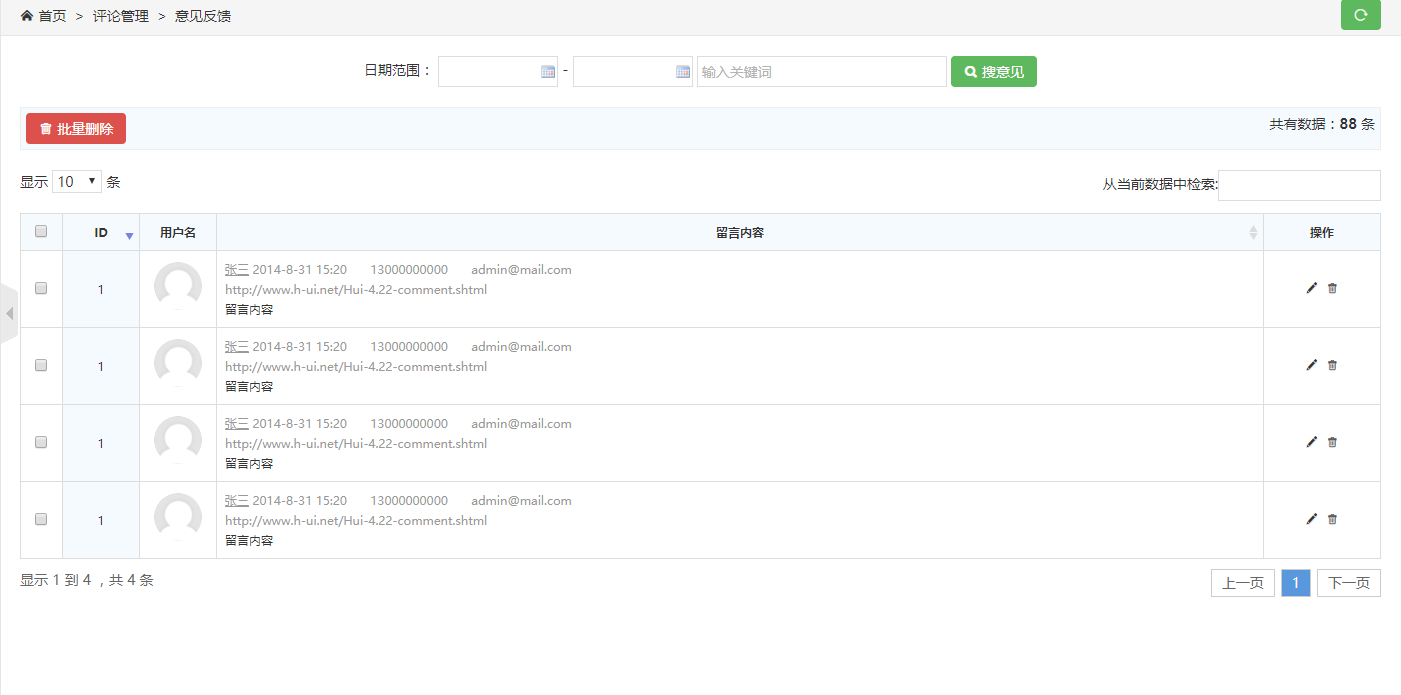 首页 > 评论管理 > 意见反馈
日期范围： - 输入关键词 搜意见
批量删除 共有数据：88 条
显示 10 条 从当前数据中检索:
ID 用户名 留言内容 操作
1 张三 2014-8-31 15:20 13000000000 admin@mail.com
http://www.h-ui.net/Hui-4.22-comment.shtml
留言内容
1 张三 2014-8-31 15:20 13000000000 admin@mail.com
http://www.h-ui.net/Hui-4.22-comment.shtml
留言内容
1 张三 2014-8-31 15:20 13000000000 admin@mail.com
http://www.h-ui.net/Hui-4.22-comment.shtml
留言内容
1 张三 2014-8-31 15:20 13000000000 admin@mail.com
http://www.h-ui.net/Hui-4.22-comment.shtml
留言内容
显示 1 到 4 ，共 4 条 上一页 1 下一页